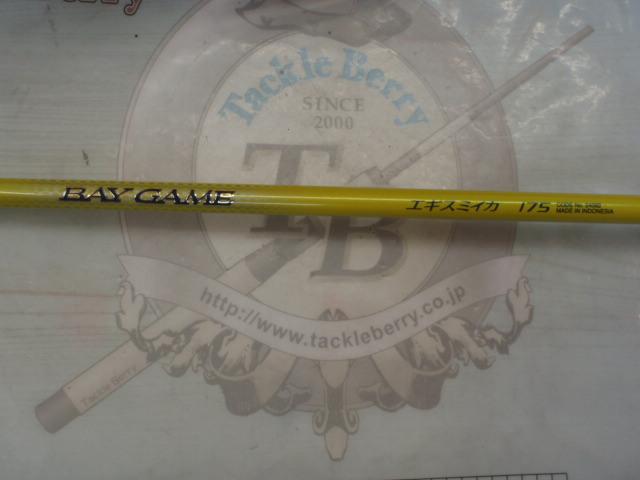 Tackle Berry
SINCE
2000
TB
BAY GAME エギスミイカ 175
MADE IN INDONESIA
http://www.tackleberry.co.jp
Tackle Berry